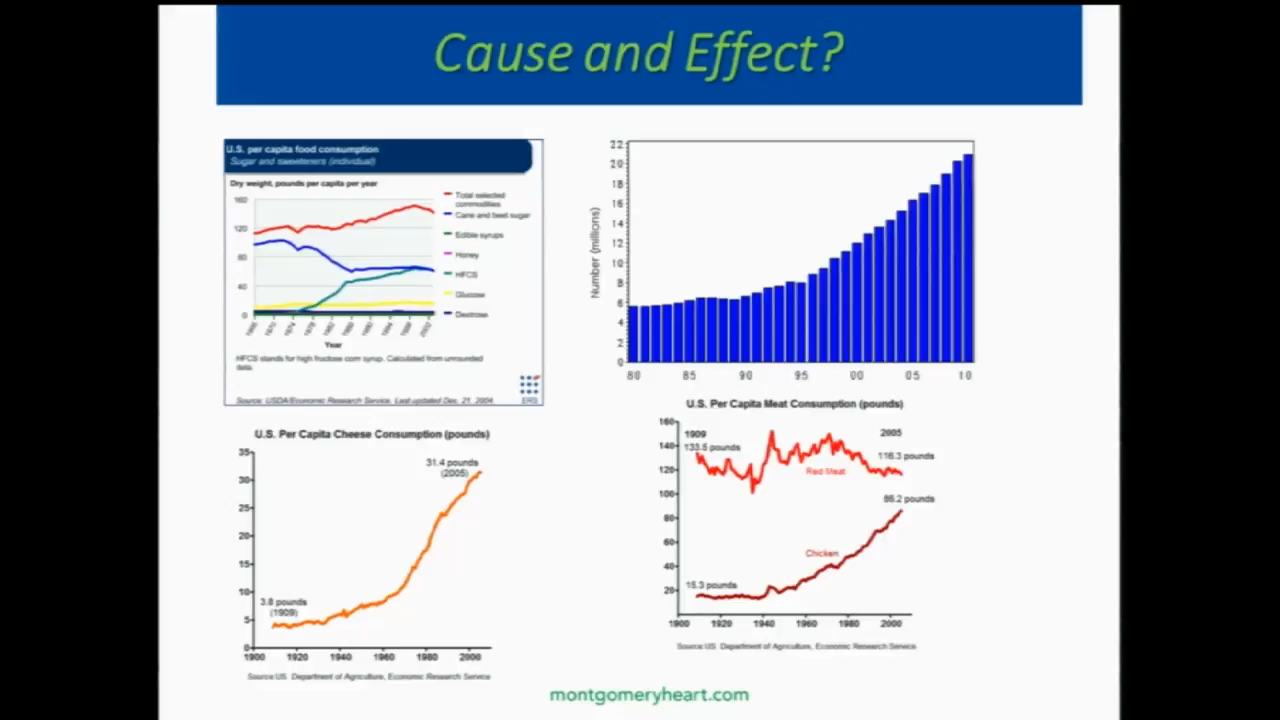 Cause and Effect?
U.S. per capita food consumption
Sugar and sweeteners (individual)
Dry weight, pounds per capita per year
160
120
80
40
0
Total selected
commodities
Cane and beet sugar
Edible syrups
Honey
HFCS
Glucose
Dextrose
1970
1974
1978
Year
HFCS stands for high fructose corn syrup. Calculated from unrounded
data.
Source: USDA/Economic Research Service. Last updated Dec. 21, 2004.
ERS
Number (millions)
22
20
18
16
14
12
10
8
6
4
2
0
80 85 90 95 00 05 10
U.S. Per Capita Cheese Consumption (pounds)
35
30
25
20
15
10
5
0
31.4 pounds
(2005)
3.8 pounds
(1909)
1900 1920 1940 1960 1980 2000
Source:US Department of Agriculture, Economic Research Service
U.S. Per Capita Meat Consumption (pounds)
160
140
120
100
80
60
40
20
1909
133.5 pounds
2005
116.3 pounds
Red Meat
86.2 pounds
Chicken
15.3 pounds
1900 1920 1940 1960 1980 2000
Source:US Department of Agriculture, Economic Research Service
montgomeryheart.com